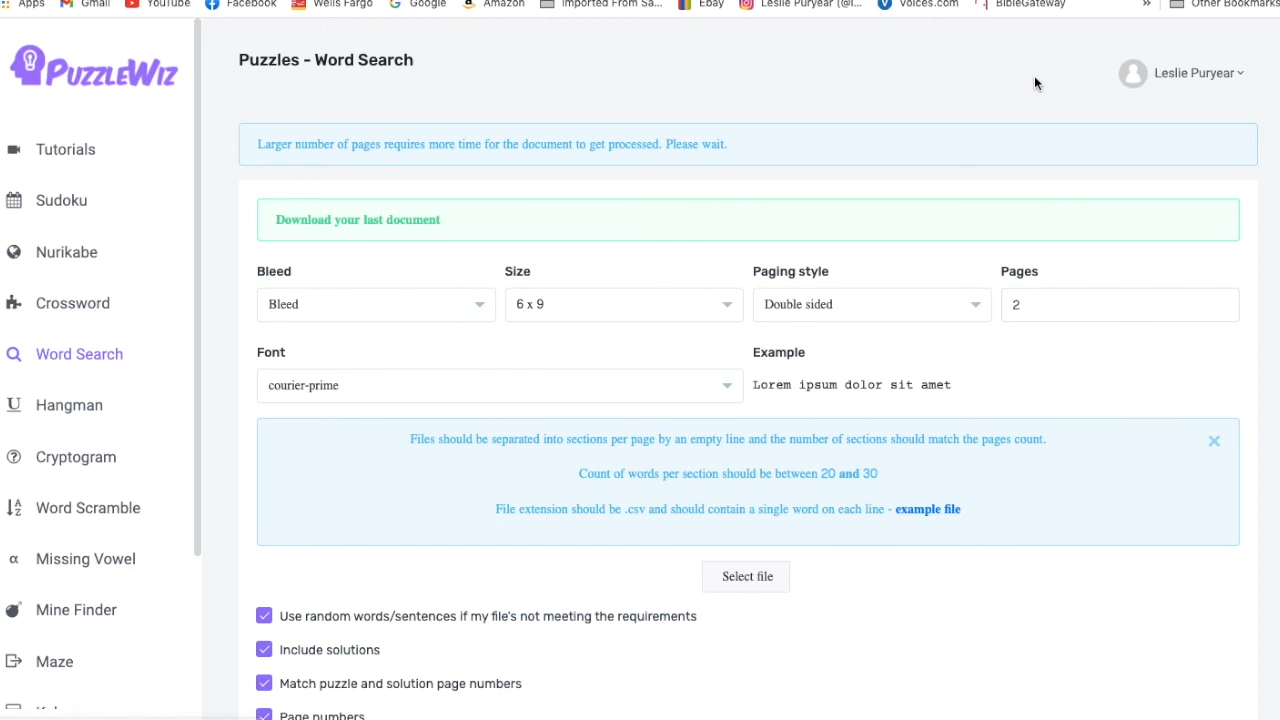 Apps Gmail YouTube Facebook Wells Fargo Google Amazon Imported From Sa... Ebay Leslie Puryear (@l... Voices.com BibleGateway » Other Bookmarks
PUZZLEWIZ
Puzzles - Word Search
Leslie Puryear
Larger number of pages requires more time for the document to get processed. Please wait.
Tutorials
Sudoku
Nurikabe
Crossword
Word Search
Hangman
Cryptogram
Word Scramble
Missing Vowel
Mine Finder
Maze
Download your last document
Bleed Size Paging style Pages
Bleed 6 x 9 Double sided 2
Font Example
courier-prime Lorem ipsum dolor sit amet
Files should be separated into sections per page by an empty line and the number of sections should match the pages count.
Count of words per section should be between 20 and 30
File extension should be .csv and should contain a single word on each line - example file
Select file
Use random words/sentences if my file's not meeting the requirements
Include solutions
Match puzzle and solution page numbers
Page numbers